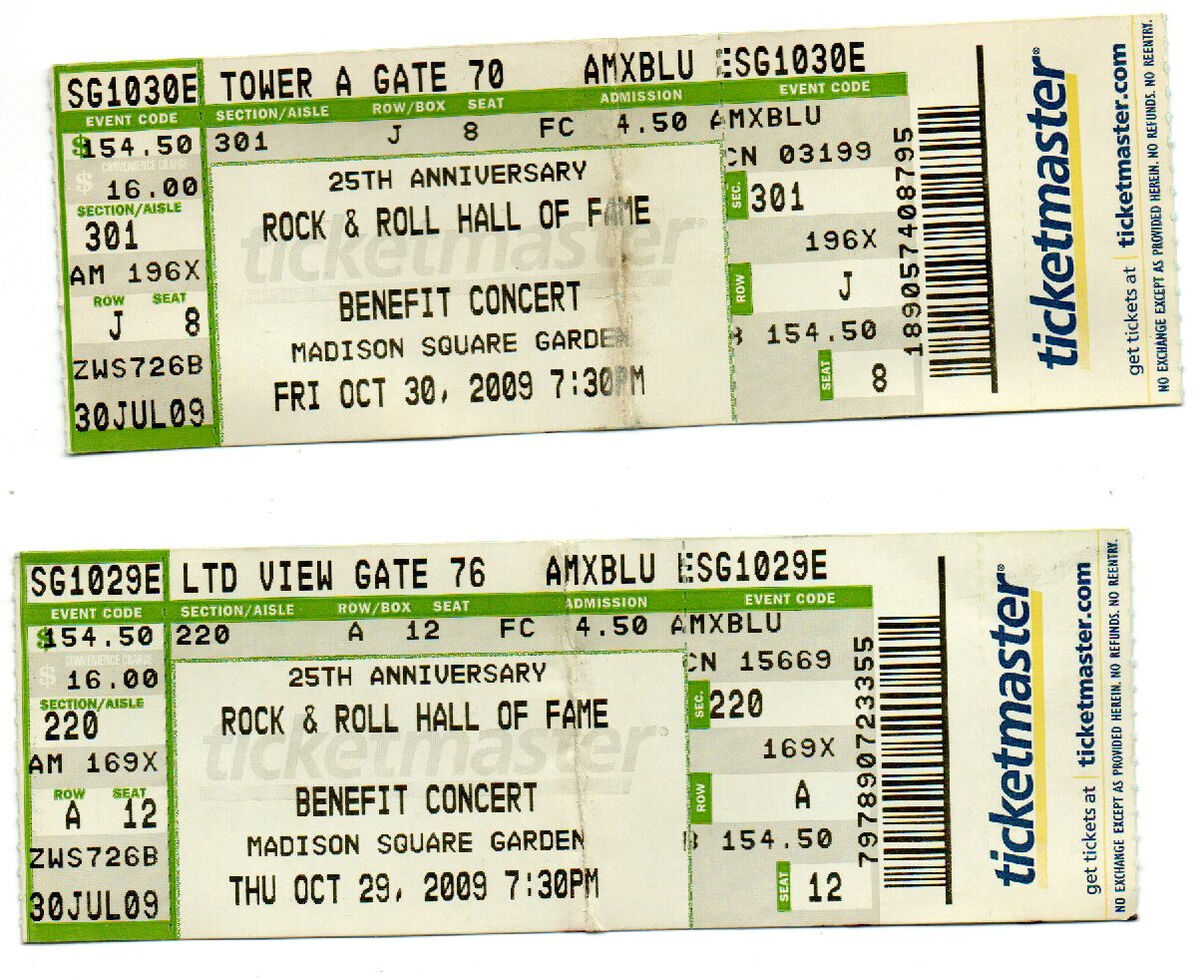 SG1030E TOWER A GATE 70 AMXBLU ESG1030E
EVENT CODE SECTION/AISLE ROW/BOX SEAT ADMISSION EVENT CODE
$154.50 301 J 8 FC 4.50 AMXBLU
CONVENIENCE CHARGE
$ 16.00
SECTION/AISLE
301
AM 196X
ROW SEAT
J 8
ZWS726B
30JUL09
25TH ANNIVERSARY
ROCK & ROLL HALL OF FAME
ticketmaster®
BENEFIT CONCERT
MADISON SQUARE GARDEN
FRI OCT 30, 2009 7:30PM
CN 03199
SEC. 301
196X
ROW J
154.50
SEAT 8
189057408795
ticketmaster®
get tickets at | ticketmaster.com
NO EXCHANGE EXCEPT AS PROVIDED HEREIN. NO REFUNDS. NO REENTRY.
SG1029E LTD VIEW GATE 76 AMXBLU ESG1029E
EVENT CODE SECTION/AISLE ROW/BOX SEAT ADMISSION EVENT CODE
$154.50 220 A 12 FC 4.50 AMXBLU
CONVENIENCE CHARGE
$ 16.00
SECTION/AISLE
220
AM 169X
ROW SEAT
A 12
ZWS726B
30JUL09
25TH ANNIVERSARY
ROCK & ROLL HALL OF FAME
ticketmaster®
BENEFIT CONCERT
MADISON SQUARE GARDEN
THU OCT 29, 2009 7:30PM
CN 15669
SEC. 220
169X
ROW A
B 154.50
SEAT 12
797890723355
ticketmaster®
get tickets at | ticketmaster.com
NO EXCHANGE EXCEPT AS PROVIDED HEREIN. NO REFUNDS. NO REENTRY.